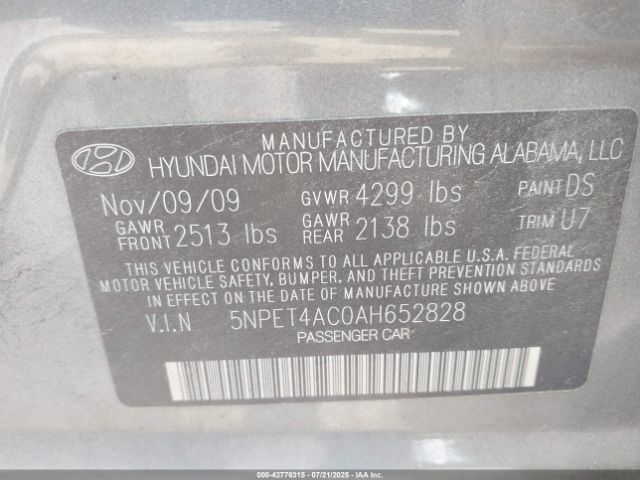 MANUFACTURED BY
HYUNDAI MOTOR MANUFACTURING ALABAMA, LLC
Nov/09/09 GVWR 4299 lbs PAINT DS
GAWR FRONT 2513 lbs GAWR REAR 2138 lbs TRIM U7
THIS VEHICLE CONFORMS TO ALL APPLICABLE U.S.A. FEDERAL
MOTOR VEHICLE SAFETY, BUMPER, AND THEFT PREVENTION STANDARDS
IN EFFECT ON THE DATE OF MANUFACTURE SHOWN ABOVE.
V.I.N 5NPET4AC0AH652828
PASSENGER CAR
000-42776315 07/21/2025 IAA Inc.